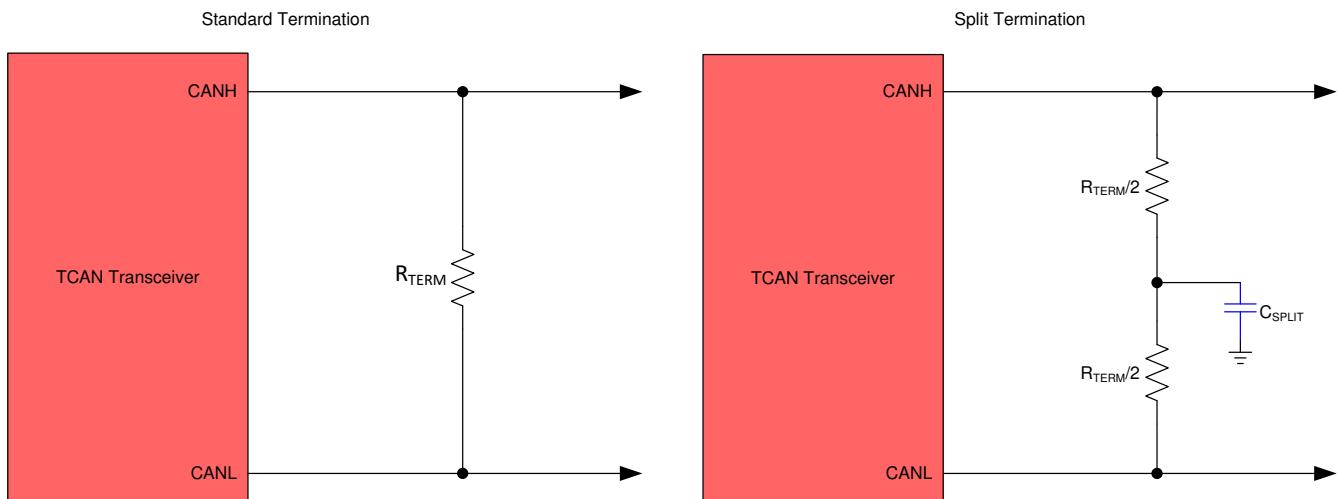 Standard Termination
CANH
TCAN Transceiver
RTERM
CANL
Split Termination
CANH
RTERM/2
TCAN Transceiver
CSPLIT
RTERM/2
CANL